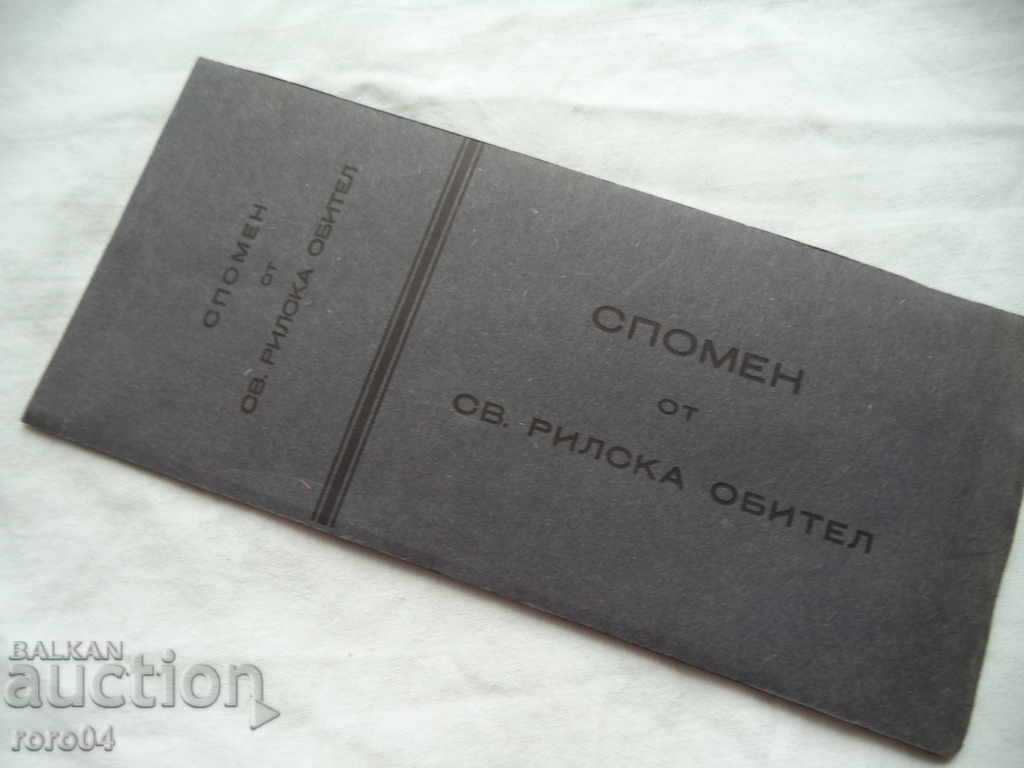 СПОМЕН
от
СВ. РИЛСКА ОБИТЕЛ
СПОМЕН
ОТ
СВ. РИЛСКА ОБИТЕЛ
BALKAN
auction
roro04